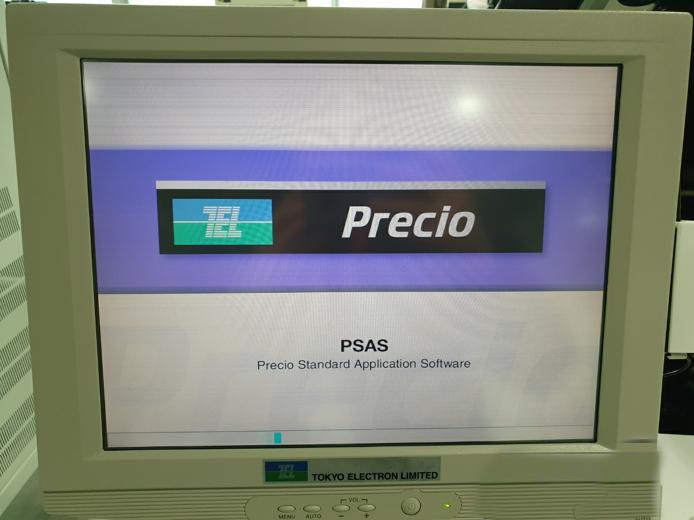 TEL
Precio
PSAS
Precio Standard Application Software
TEL TOKYO ELECTRON LIMITED
VOL
MENU AUTO − +